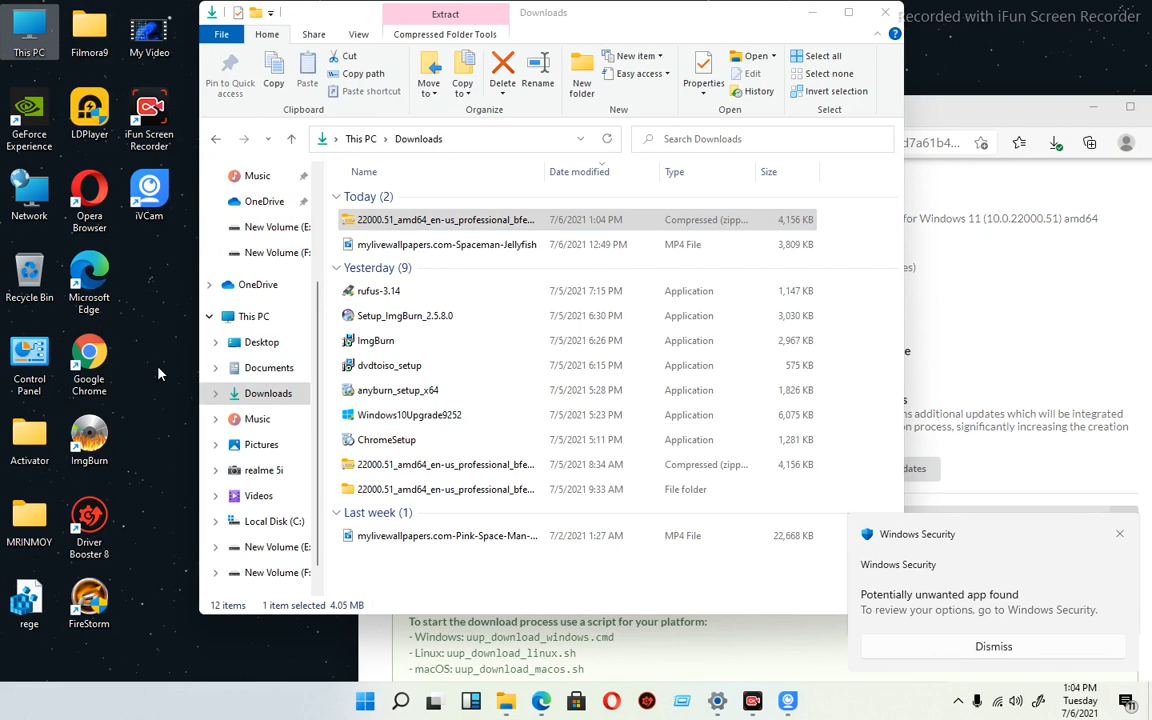 This PC
Filmora9
My Video
GeForce Experience
LDPlayer
iFun Screen Recorder
Network
Opera Browser
iVCam
Recycle Bin
Microsoft Edge
Control Panel
Google Chrome
Activator
ImgBurn
MRINMOY
Driver Booster 8
rege
FireStorm
Extract
Downloads
Recorded with iFun Screen Recorder
File
Home
Share
View
Compressed Folder Tools
Pin to Quick access
Copy
Paste
Cut
Copy path
Paste shortcut
Clipboard
Move to
Copy to
Delete
Rename
Organize
New folder
New item
Easy access
New
Properties
Open
Edit
History
Open
Select all
Select none
Invert selection
Select
This PC > Downloads
Search Downloads
d7a61b4...
Music
OneDrive
New Volume (E:
New Volume (F:
OneDrive
This PC
Desktop
Documents
Downloads
Music
Pictures
realme 5i
Videos
Local Disk (C:)
New Volume (E:
New Volume (F:
Name Date modified Type Size
Today (2)
22000.51_amd64_en-us_professional_bfe... 7/6/2021 1:04 PM Compressed (zipp... 4,156 KB
mylivewallpapers.com-Spaceman-Jellyfish 7/6/2021 12:49 PM MP4 File 3,809 KB
Yesterday (9)
rufus-3.14 7/5/2021 7:15 PM Application 1,147 KB
Setup_ImgBurn_2.5.8.0 7/5/2021 6:30 PM Application 3,030 KB
ImgBurn 7/5/2021 6:26 PM Application 2,967 KB
dvdtoiso_setup 7/5/2021 6:15 PM Application 575 KB
anyburn_setup_x64 7/5/2021 5:28 PM Application 1,826 KB
Windows10Upgrade9252 7/5/2021 5:23 PM Application 6,075 KB
ChromeSetup 7/5/2021 5:11 PM Application 1,281 KB
22000.51_amd64_en-us_professional_bfe... 7/5/2021 8:34 AM Compressed (zipp... 4,156 KB
22000.51_amd64_en-us_professional_bfe... 7/5/2021 9:33 AM File folder
Last week (1)
mylivewallpapers.com-Pink-Space-Man-... 7/2/2021 1:27 AM MP4 File 22,668 KB
12 items 1 item selected 4.05 MB
for Windows 11 (10.0.22000.51) amd64
es)
e
s
ns additional updates which will be integrated
on process, significantly increasing the creation
dates
Windows Security
Windows Security
Potentially unwanted app found
To review your options, go to Windows Security.
Dismiss
To start the download process use a script for your platform:
- Windows: uup_download_windows.cmd
- Linux: uup_download_linux.sh
- macOS: uup_download_macos.sh
1:04 PM
Tuesday
7/6/2021
11